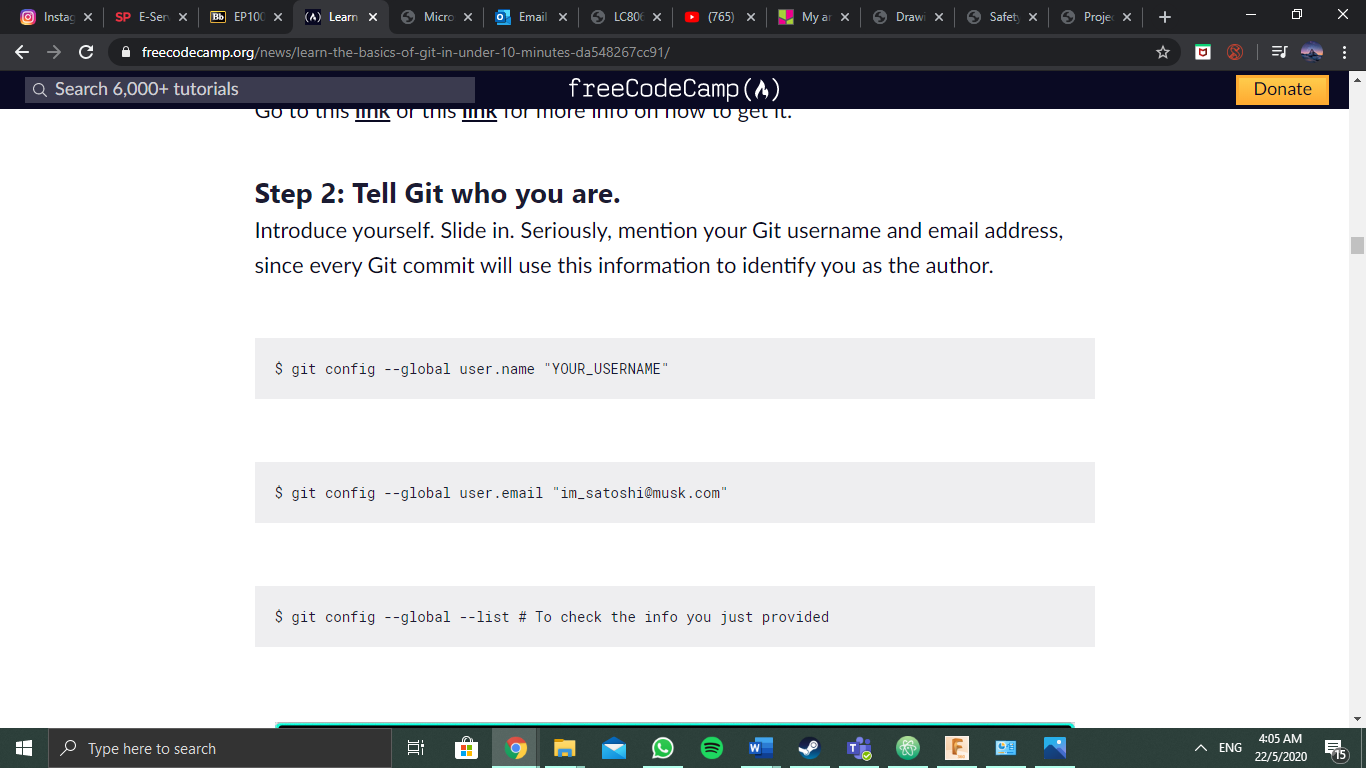 Instag
SP E-Serv
Bb EP100
Learn
Micro
Email
LC806
(765)
My ar
Drawi
Safety
Projec
freecodecamp.org/news/learn-the-basics-of-git-in-under-10-minutes-da548267cc91/
Search 6,000+ tutorials
freeCodeCamp
Donate
Go to this link or this link for more info on how to get it.
Step 2: Tell Git who you are.
Introduce yourself. Slide in. Seriously, mention your Git username and email address,
since every Git commit will use this information to identify you as the author.
$ git config --global user.name "YOUR_USERNAME"
$ git config --global user.email "im_satoshi@musk.com"
$ git config --global --list # To check the info you just provided
Type here to search
ENG
4:05 AM
22/5/2020
15